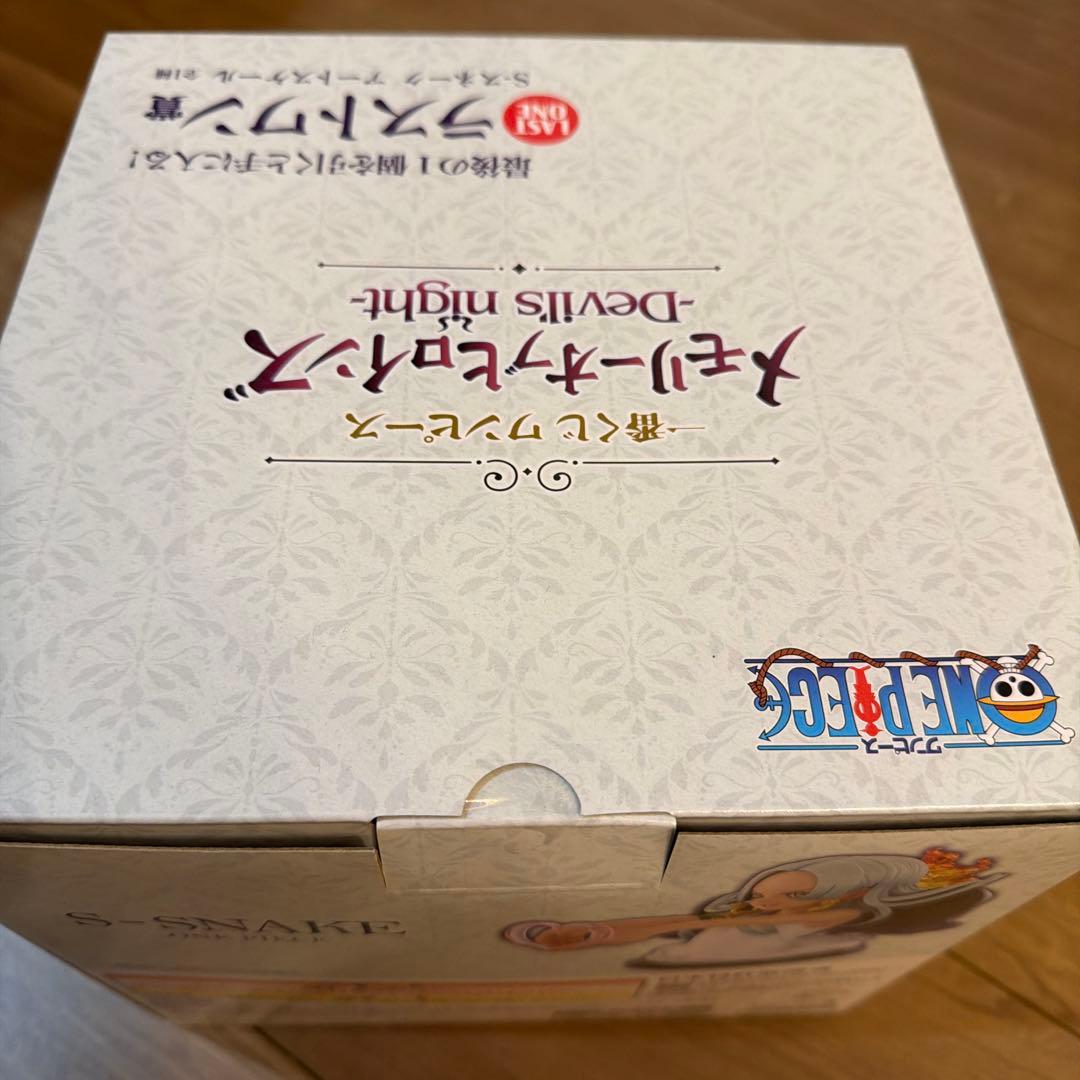 ワンピース
ONE PIECE
一番くじ ワンピース
メモリーオブヒロインズ
-Devil's night-
最後の1個を引くと手に入る!
LAST ONE
ラストワン賞
S-スネーク アートスケール 全1種
S-SNAKE
ONE PIECE